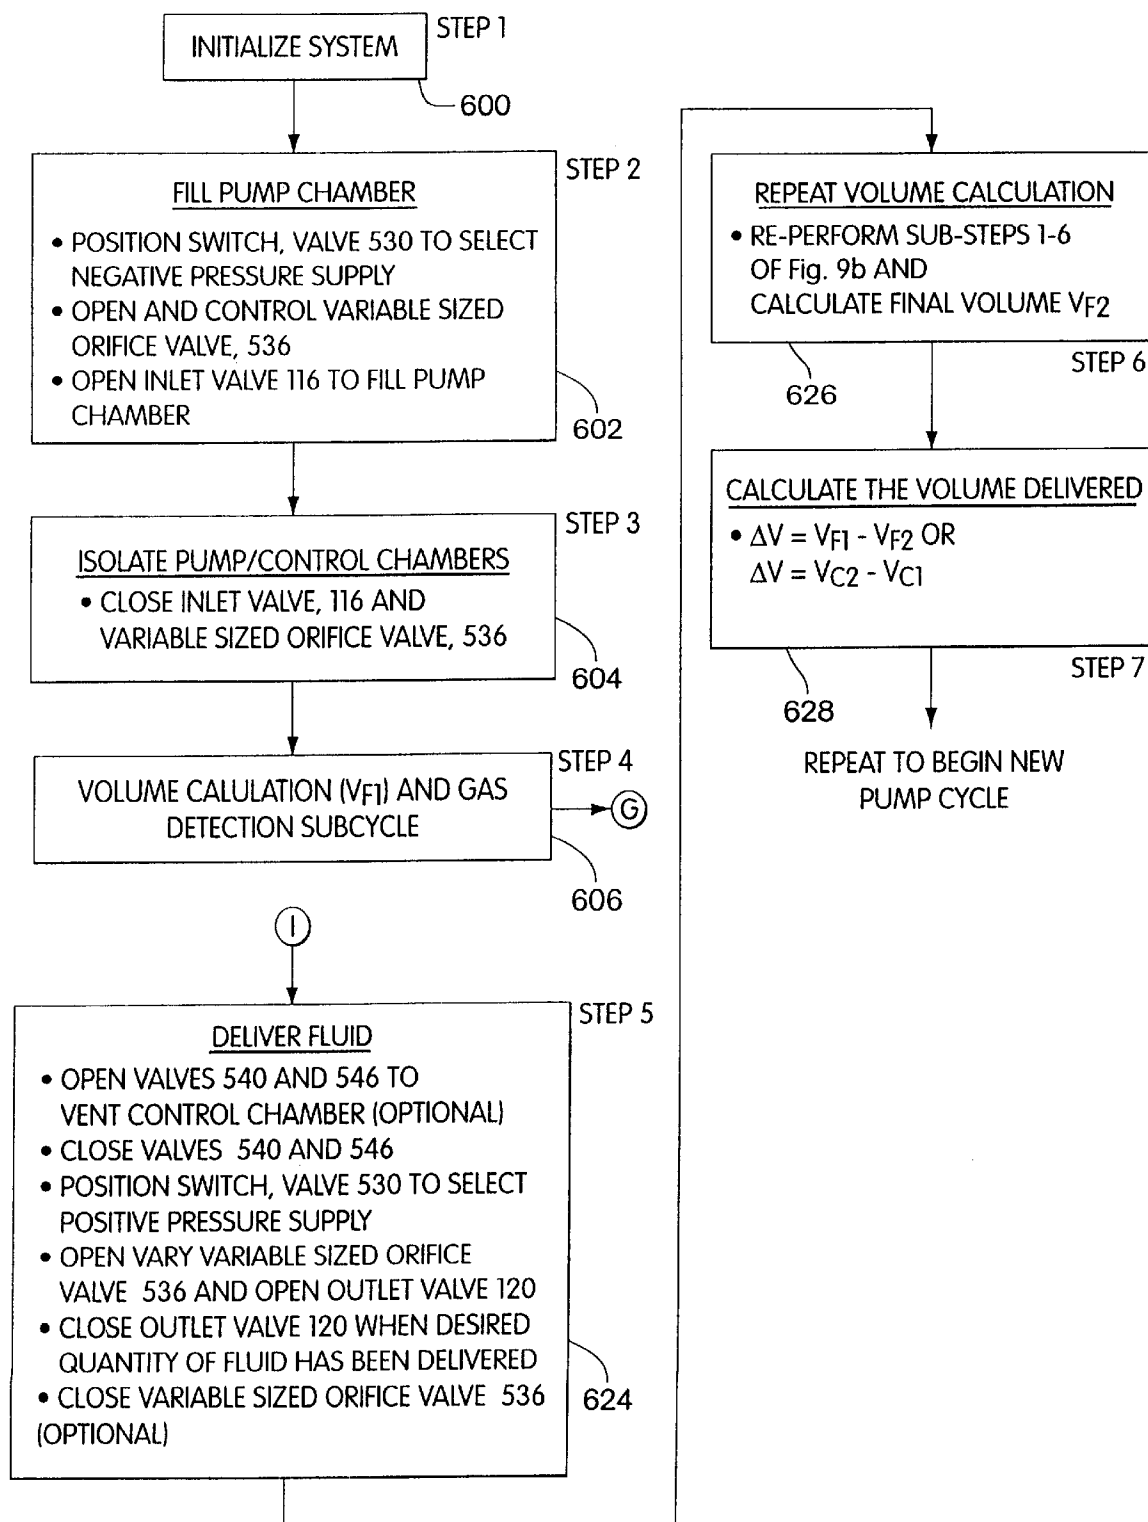 INITIALIZE SYSTEM
STEP 1
600
STEP 2
FILL PUMP CHAMBER
• POSITION SWITCH, VALVE 530 TO SELECT
NEGATIVE PRESSURE SUPPLY
• OPEN AND CONTROL VARIABLE SIZED
ORIFICE VALVE, 536
• OPEN INLET VALVE 116 TO FILL PUMP
CHAMBER
602
STEP 3
ISOLATE PUMP/CONTROL CHAMBERS
• CLOSE INLET VALVE, 116 AND
VARIABLE SIZED ORIFICE VALVE, 536
604
STEP 4
VOLUME CALULATION (VF1) AND GAS
DETECTION SUBCYCLE
G
606
I
STEP 5
DELIVER FLUID
• OPEN VALVES 540 AND 546 TO
VENT CONTROL CHAMBER (OPTIONAL)
• CLOSE VALVES 540 AND 546
• POSITION SWITCH, VALVE 530 TO SELECT
POSITIVE PRESSURE SUPPLY
• OPEN VARY VARIABLE SIZED ORIFICE
VALVE 536 AND OPEN OUTLET VALVE 120
• CLOSE OUTLET VALVE 120 WHEN DESIRED
QUANTITY OF FLUID HAS BEEN DELIVERED
• CLOSE VARIABLE SIZED ORIFICE VALVE 536
(OPTIONAL)
624
REPEAT VOLUME CALCULATION
• RE-PERFORM SUB-STEPS 1-6
OF Fig. 9b AND
CALCULATE FINAL VOLUME VF2
STEP 6
626
CALCULATE THE VOLUME DELIVERED
• ΔV = VF1 - VF2 OR
ΔV = VC2 - VC1
STEP 7
628
REPEAT TO BEGIN NEW
PUMP CYCLE